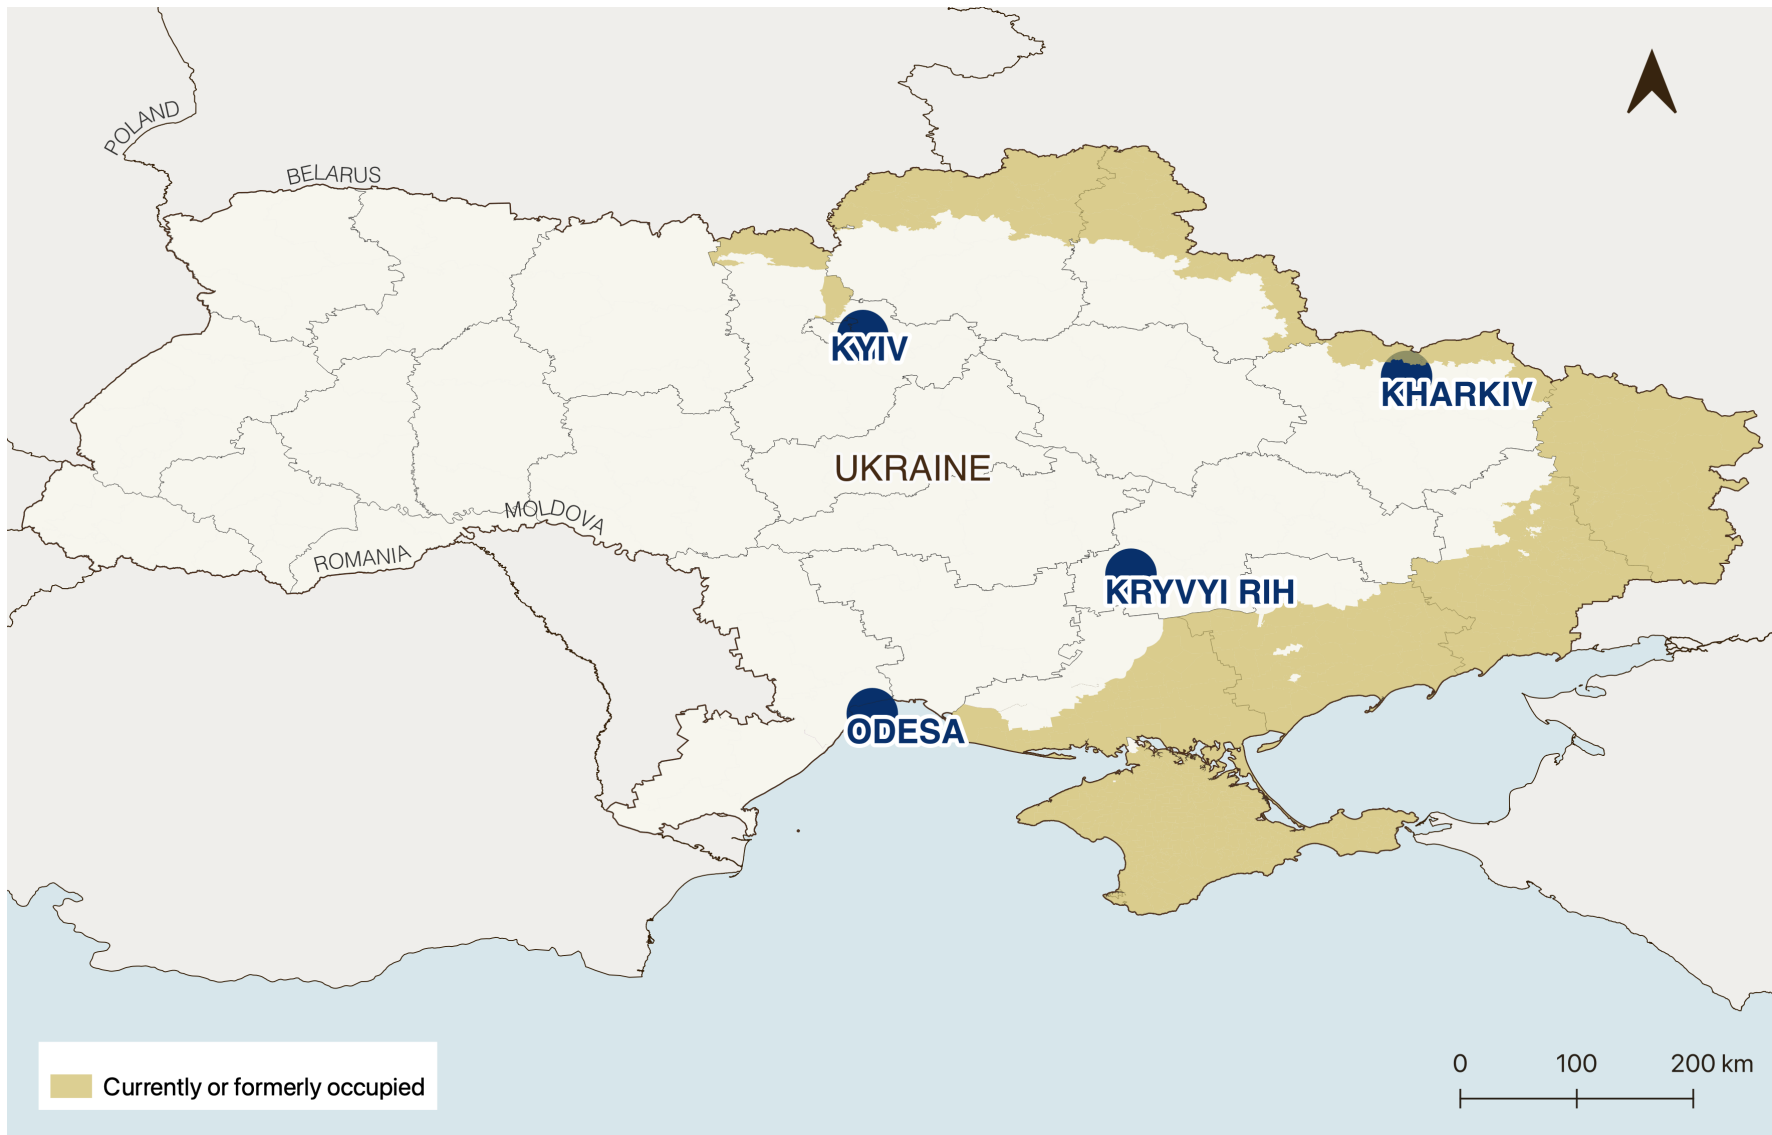 POLAND
BELARUS
KYIV
KHARKIV
UKRAINE
MOLDOVA
ROMANIA
KRYVYI RIH
ODESA
Currently or formerly occupied
0 100 200 km